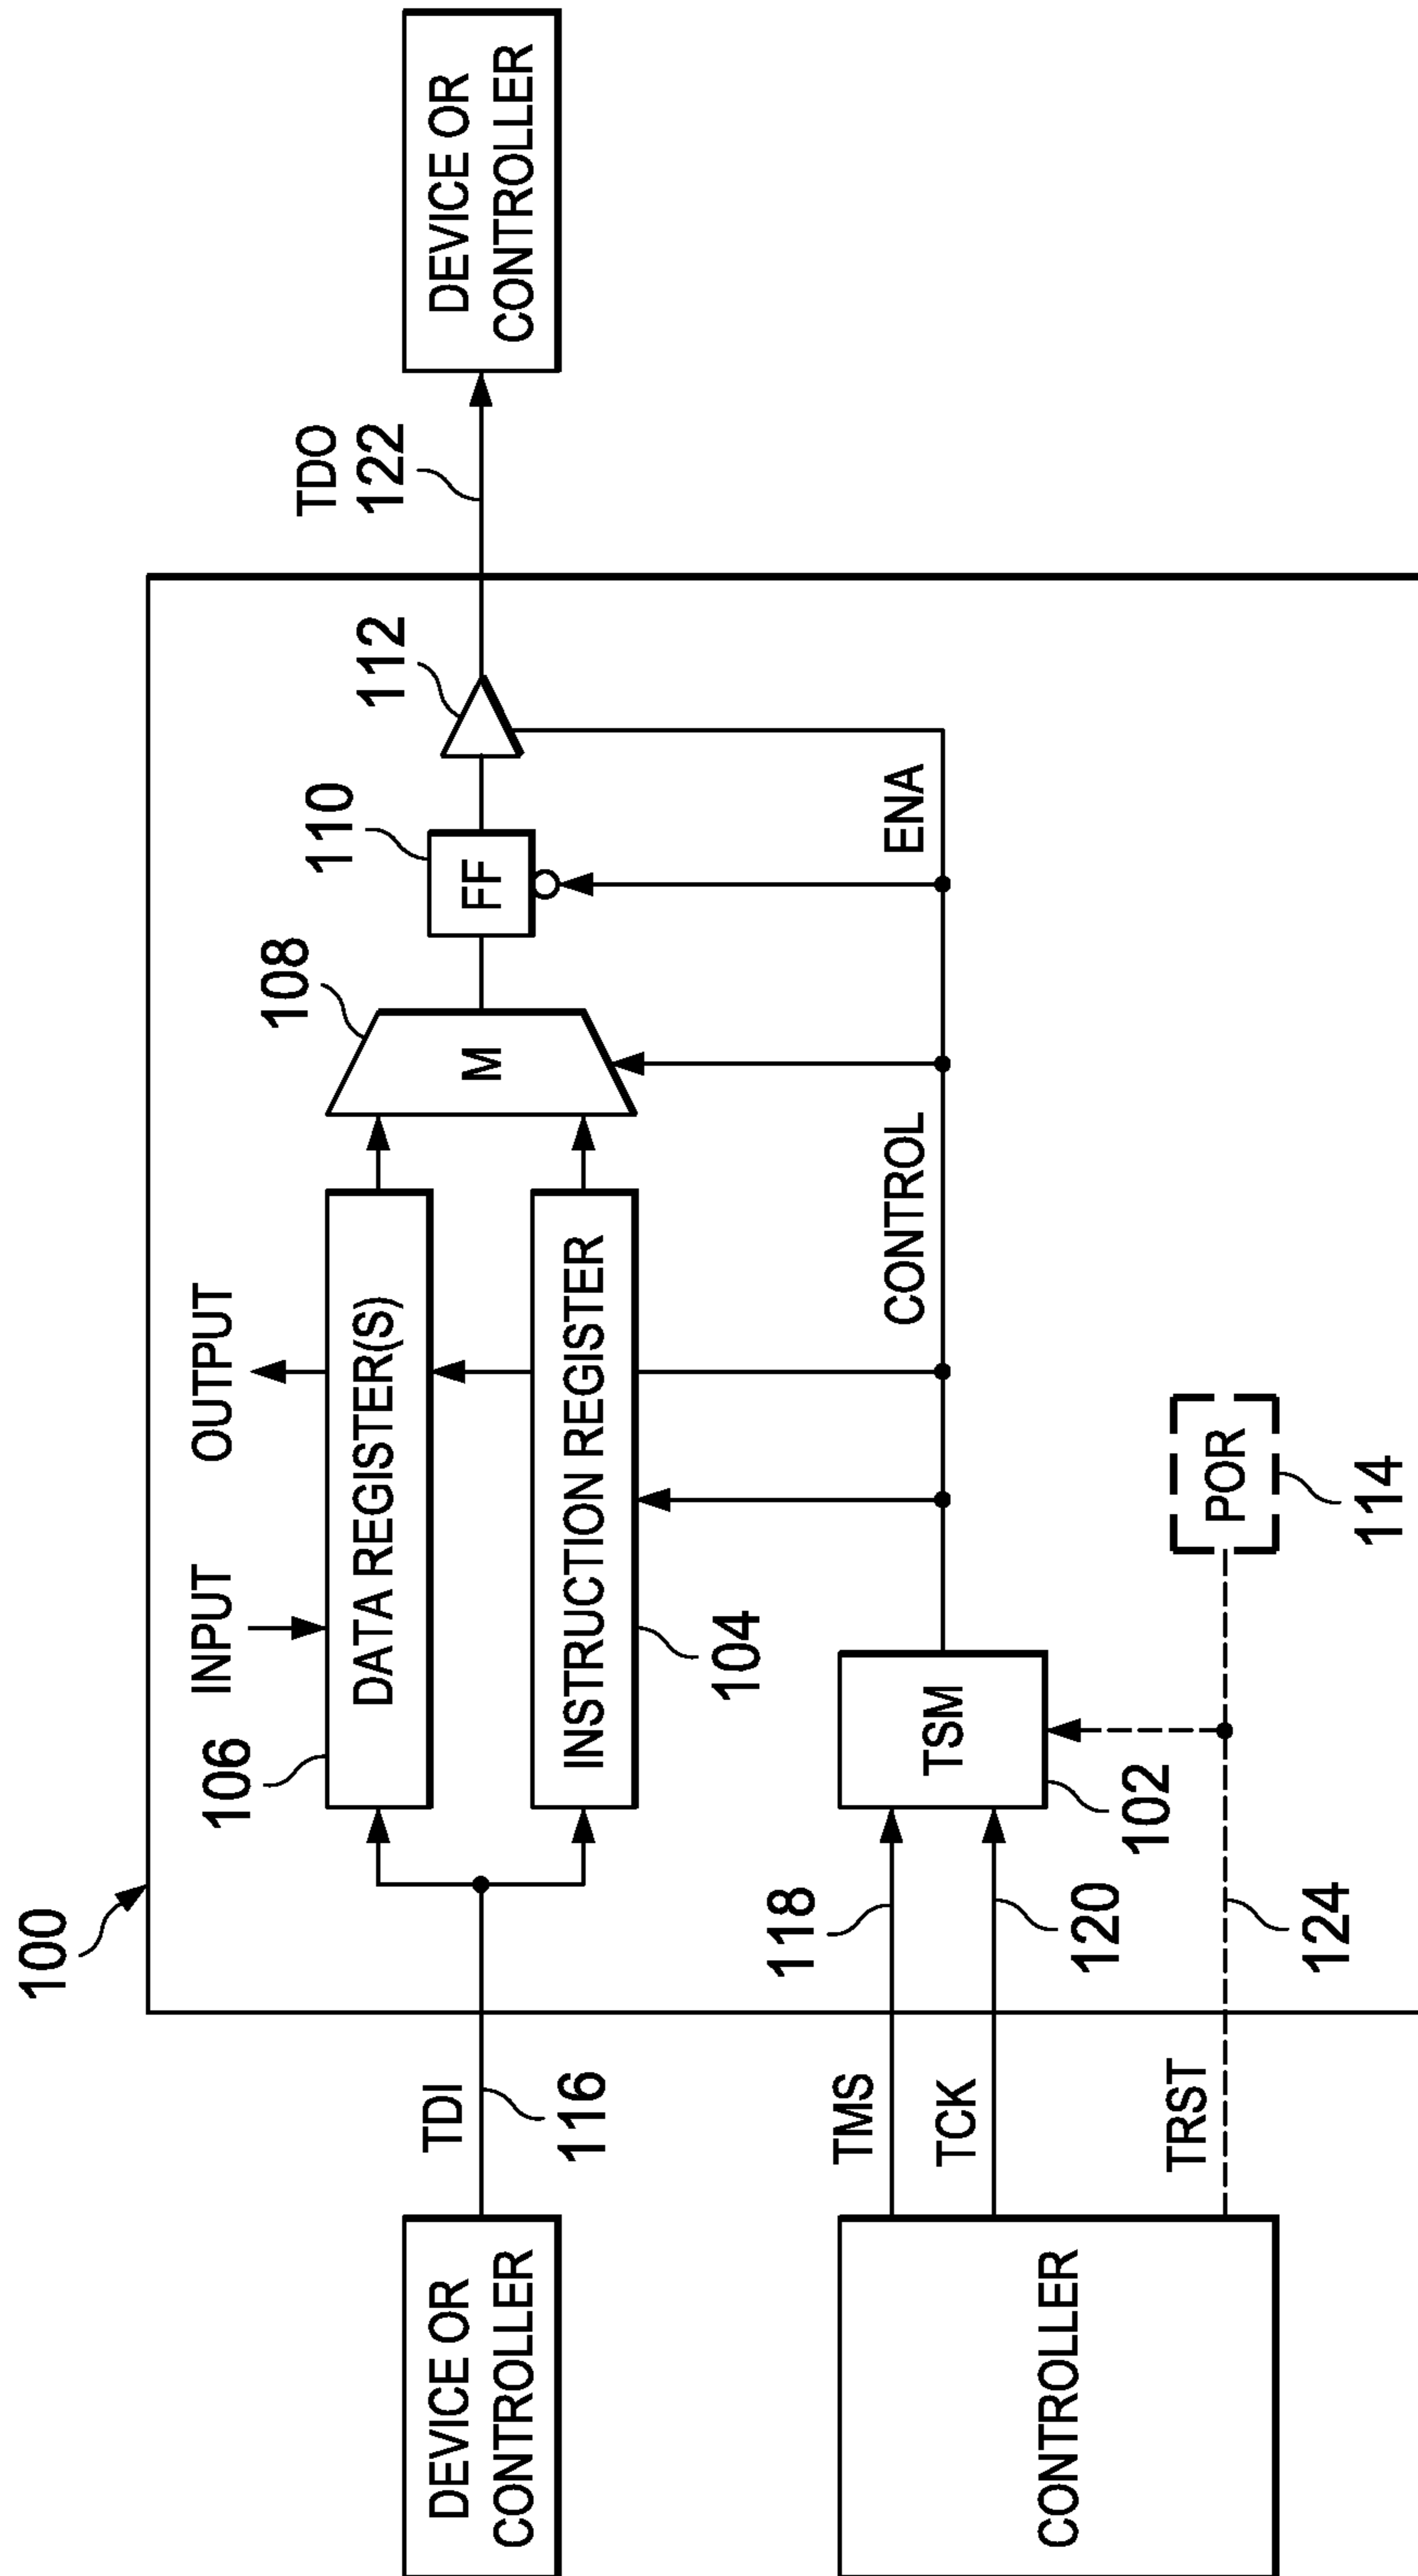 100
DEVICE OR
CONTROLLER
TDI
116
106
INPUT
OUTPUT
DATA REGISTER(S)
INSTRUCTION REGISTER
104
108
M
110
FF
112
TDO
122
DEVICE OR
CONTROLLER
CONTROLLER
TMS
118
TCK
120
TRST
124
TSM
102
CONTROL
ENA
POR
114